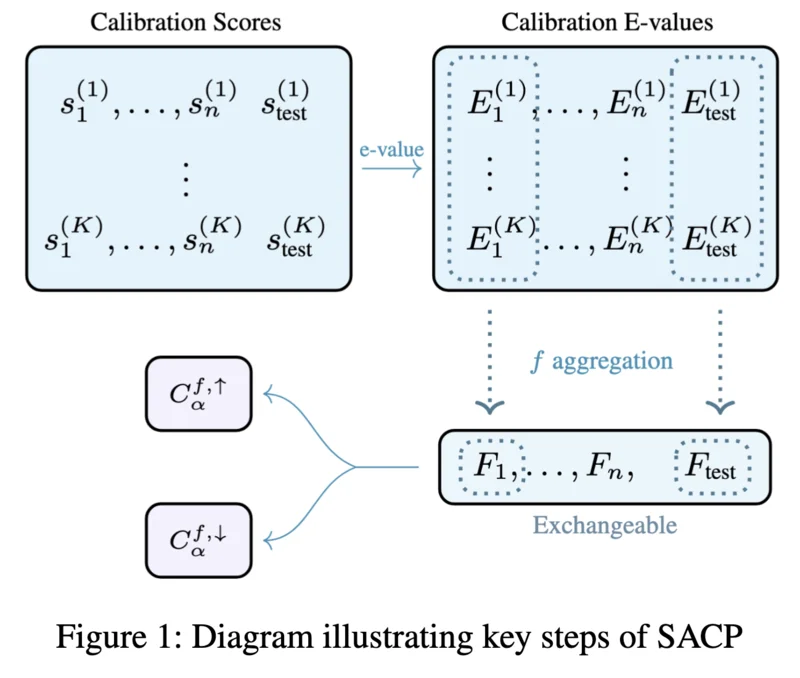 Calibration Scores
Calibration E-values
s_1^{(1)}, . . . , s_n^{(1)} s_test^{(1)}
⋮
s_1^{(K)}, . . . , s_n^{(K)} s_test^{(K)}
e-value
E_1^{(1)}, . . . , E_n^{(1)} E_test^{(1)}
⋮ ⋮
E_1^{(K)} . . . , E_n^{(K)} E_test^{(K)}
f aggregation
C_α^{f,↑}
F_1, . . . , F_n, F_test
Exchangeable
C_α^{f,↓}
Figure 1: Diagram illustrating key steps of SACP